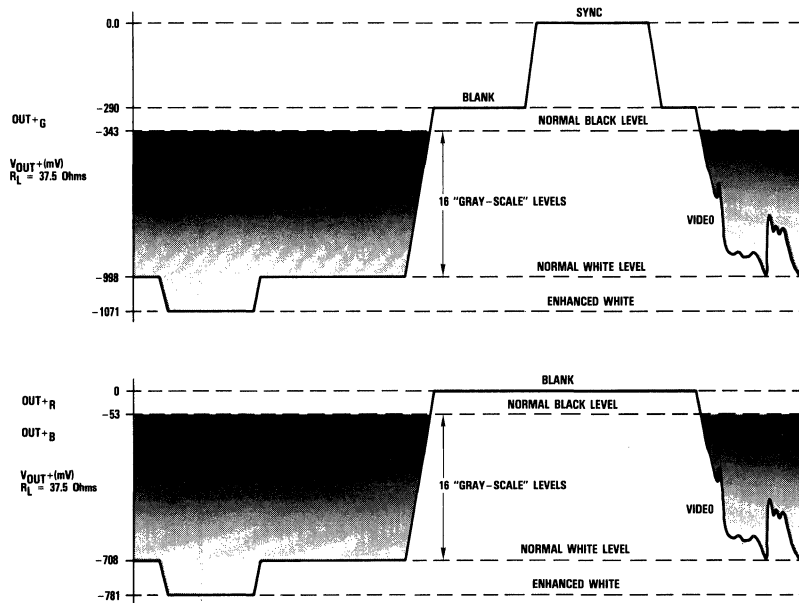 SYNC
0.0
BLANK
-290
NORMAL BLACK LEVEL
OUT+G
-343
VOUT+(mV)
RL = 37.5 Ohms
16 "GRAY-SCALE" LEVELS
VIDEO
NORMAL WHITE LEVEL
-998
ENHANCED WHITE
-1071
BLANK
0
OUT+R
NORMAL BLACK LEVEL
-53
OUT+B
VOUT+(mV)
RL = 37.5 Ohms
16 "GRAY-SCALE" LEVELS
VIDEO
NORMAL WHITE LEVEL
-708
ENHANCED WHITE
-781